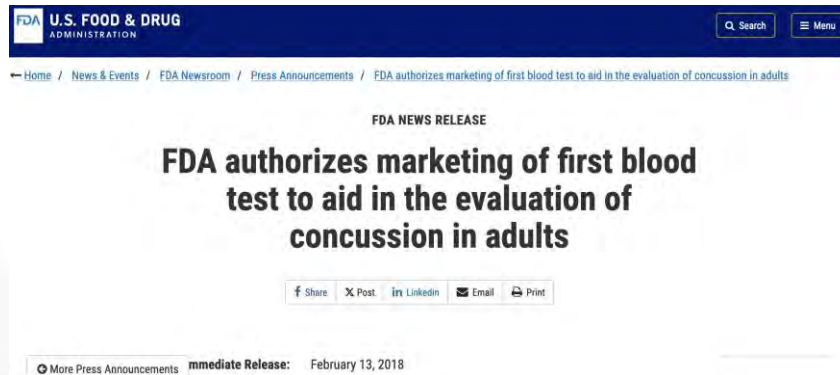 FDA U.S. FOOD & DRUG
ADMINISTRATION
Search
Menu
Home / News & Events / FDA Newsroom / Press Announcements / FDA authorizes marketing of first blood test to aid in the evaluation of concussion in adults
FDA NEWS RELEASE
FDA authorizes marketing of first blood
test to aid in the evaluation of
concussion in adults
f Share X Post in Linkedin Email Print
More Press Announcements mmediate Release: February 13, 2018